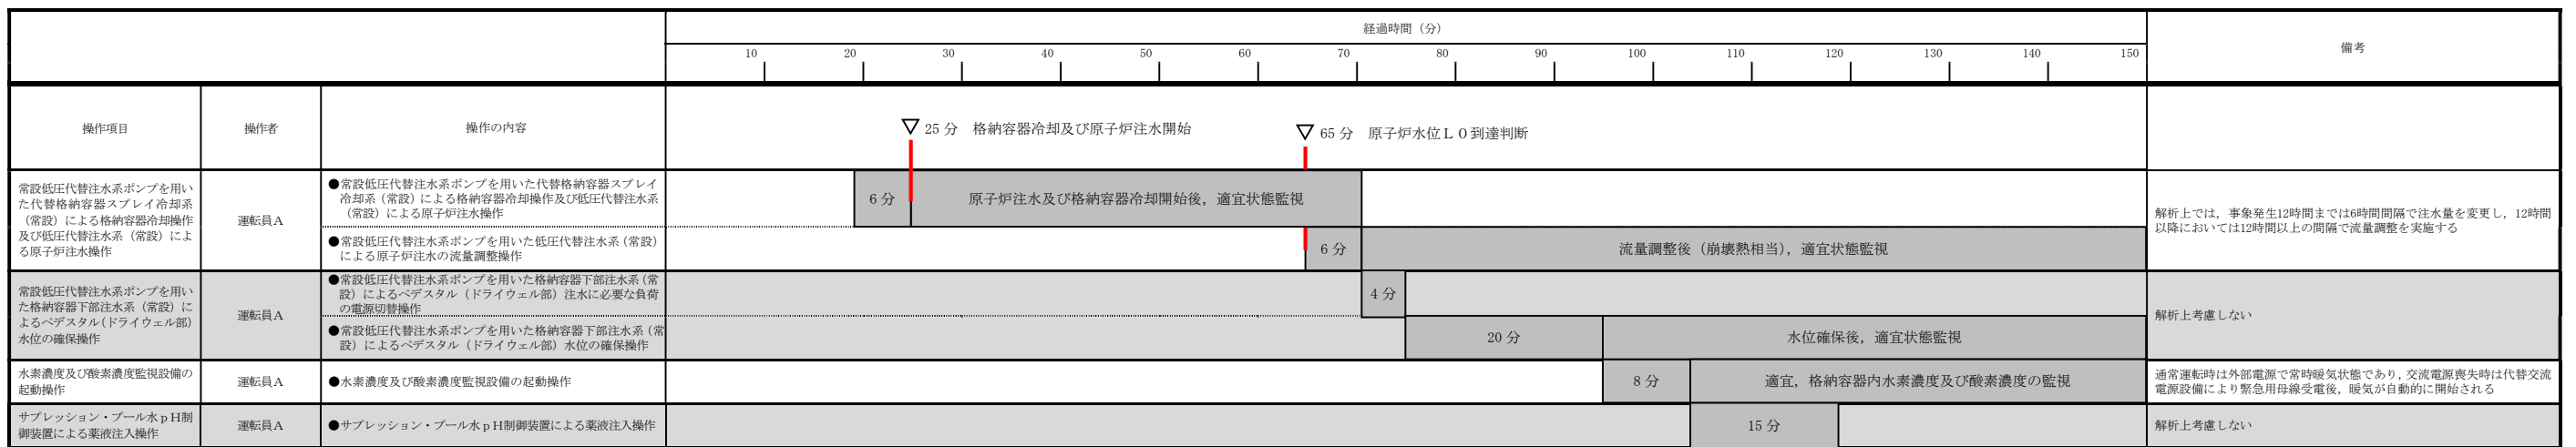 経過時間（分）
備考
10 20 30 40 50 60 70 80 90 100 110 120 130 140 150
操作項目
操作者
操作の内容
25 分　格納容器冷却及び原子炉注水開始
65 分　原子炉水位Ｌ０到達判断
常設低圧代替注水系ポンプを用い
た代替格納容器スプレイ冷却系
（常設）による格納容器冷却操作
及び低圧代替注水系（常設）によ
る原子炉注水操作
運転員Ａ
●常設低圧代替注水系ポンプを用いた代替格納容器スプレイ
冷却系（常設）による格納容器冷却操作及び低圧代替注水系
（常設）による原子炉注水操作
6 分
原子炉注水及び格納容器冷却開始後，適宜状態監視
●常設低圧代替注水系ポンプを用いた低圧代替注水系（常設）
による原子炉注水の流量調整操作
6 分
流量調整後（崩壊熱相当），適宜状態監視
解析上では，事象発生12時間までは6時間間隔で注水量を変更し，12時間
以降においては12時間以上の間隔で流量調整を実施する
常設低圧代替注水系ポンプを用い
た格納容器下部注水系（常設）に
よるペデスタル（ドライウェル部）
水位の確保操作
運転員Ａ
●常設低圧代替注水系ポンプを用いた格納容器下部注水系（常
設）によるペデスタル（ドライウェル部）注水に必要な負荷
の電源切替操作
4 分
●常設低圧代替注水系ポンプを用いた格納容器下部注水系（常
設）によるペデスタル（ドライウェル部）水位の確保操作
20 分
水位確保後，適宜状態監視
解析上考慮しない
水素濃度及び酸素濃度監視設備の
起動操作
運転員Ａ
●水素濃度及び酸素濃度監視設備の起動操作
8 分
適宜，格納容器内水素濃度及び酸素濃度の監視
通常運転時は外部電源で常時暖気状態であり，交流電源喪失時は代替交流
電源設備により緊急用母線受電後，暖気が自動的に開始される
サプレッション・プール水ｐＨ制
御装置による薬液注入操作
運転員Ａ
●サプレッション・プール水ｐＨ制御装置による薬液注入操作
15 分
解析上考慮しない